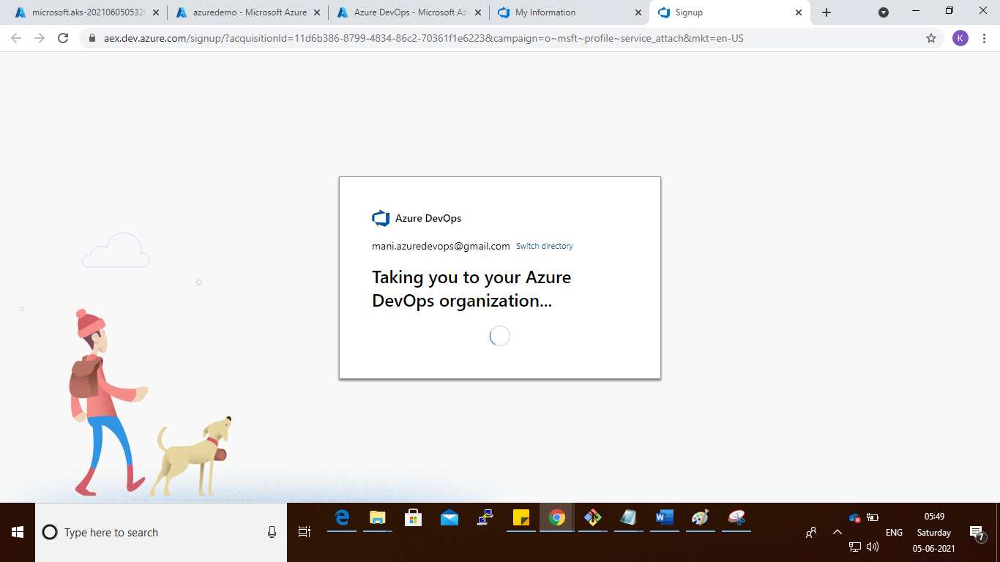 microsoft.aks-2021060505320
azuredemo - Microsoft Azure
Azure DevOps - Microsoft Az
My Information
Signup
aex.dev.azure.com/signup/?acquisitionId=11d6b386-8799-4834-86c2-70361f1e6223&campaign=o~msft~profile~service_attach&mkt=en-US
K
Azure DevOps
mani.azuredevops@gmail.com Switch directory
Taking you to your Azure
DevOps organization...
Type here to search
W
ENG
05:49
Saturday
05-06-2021
7